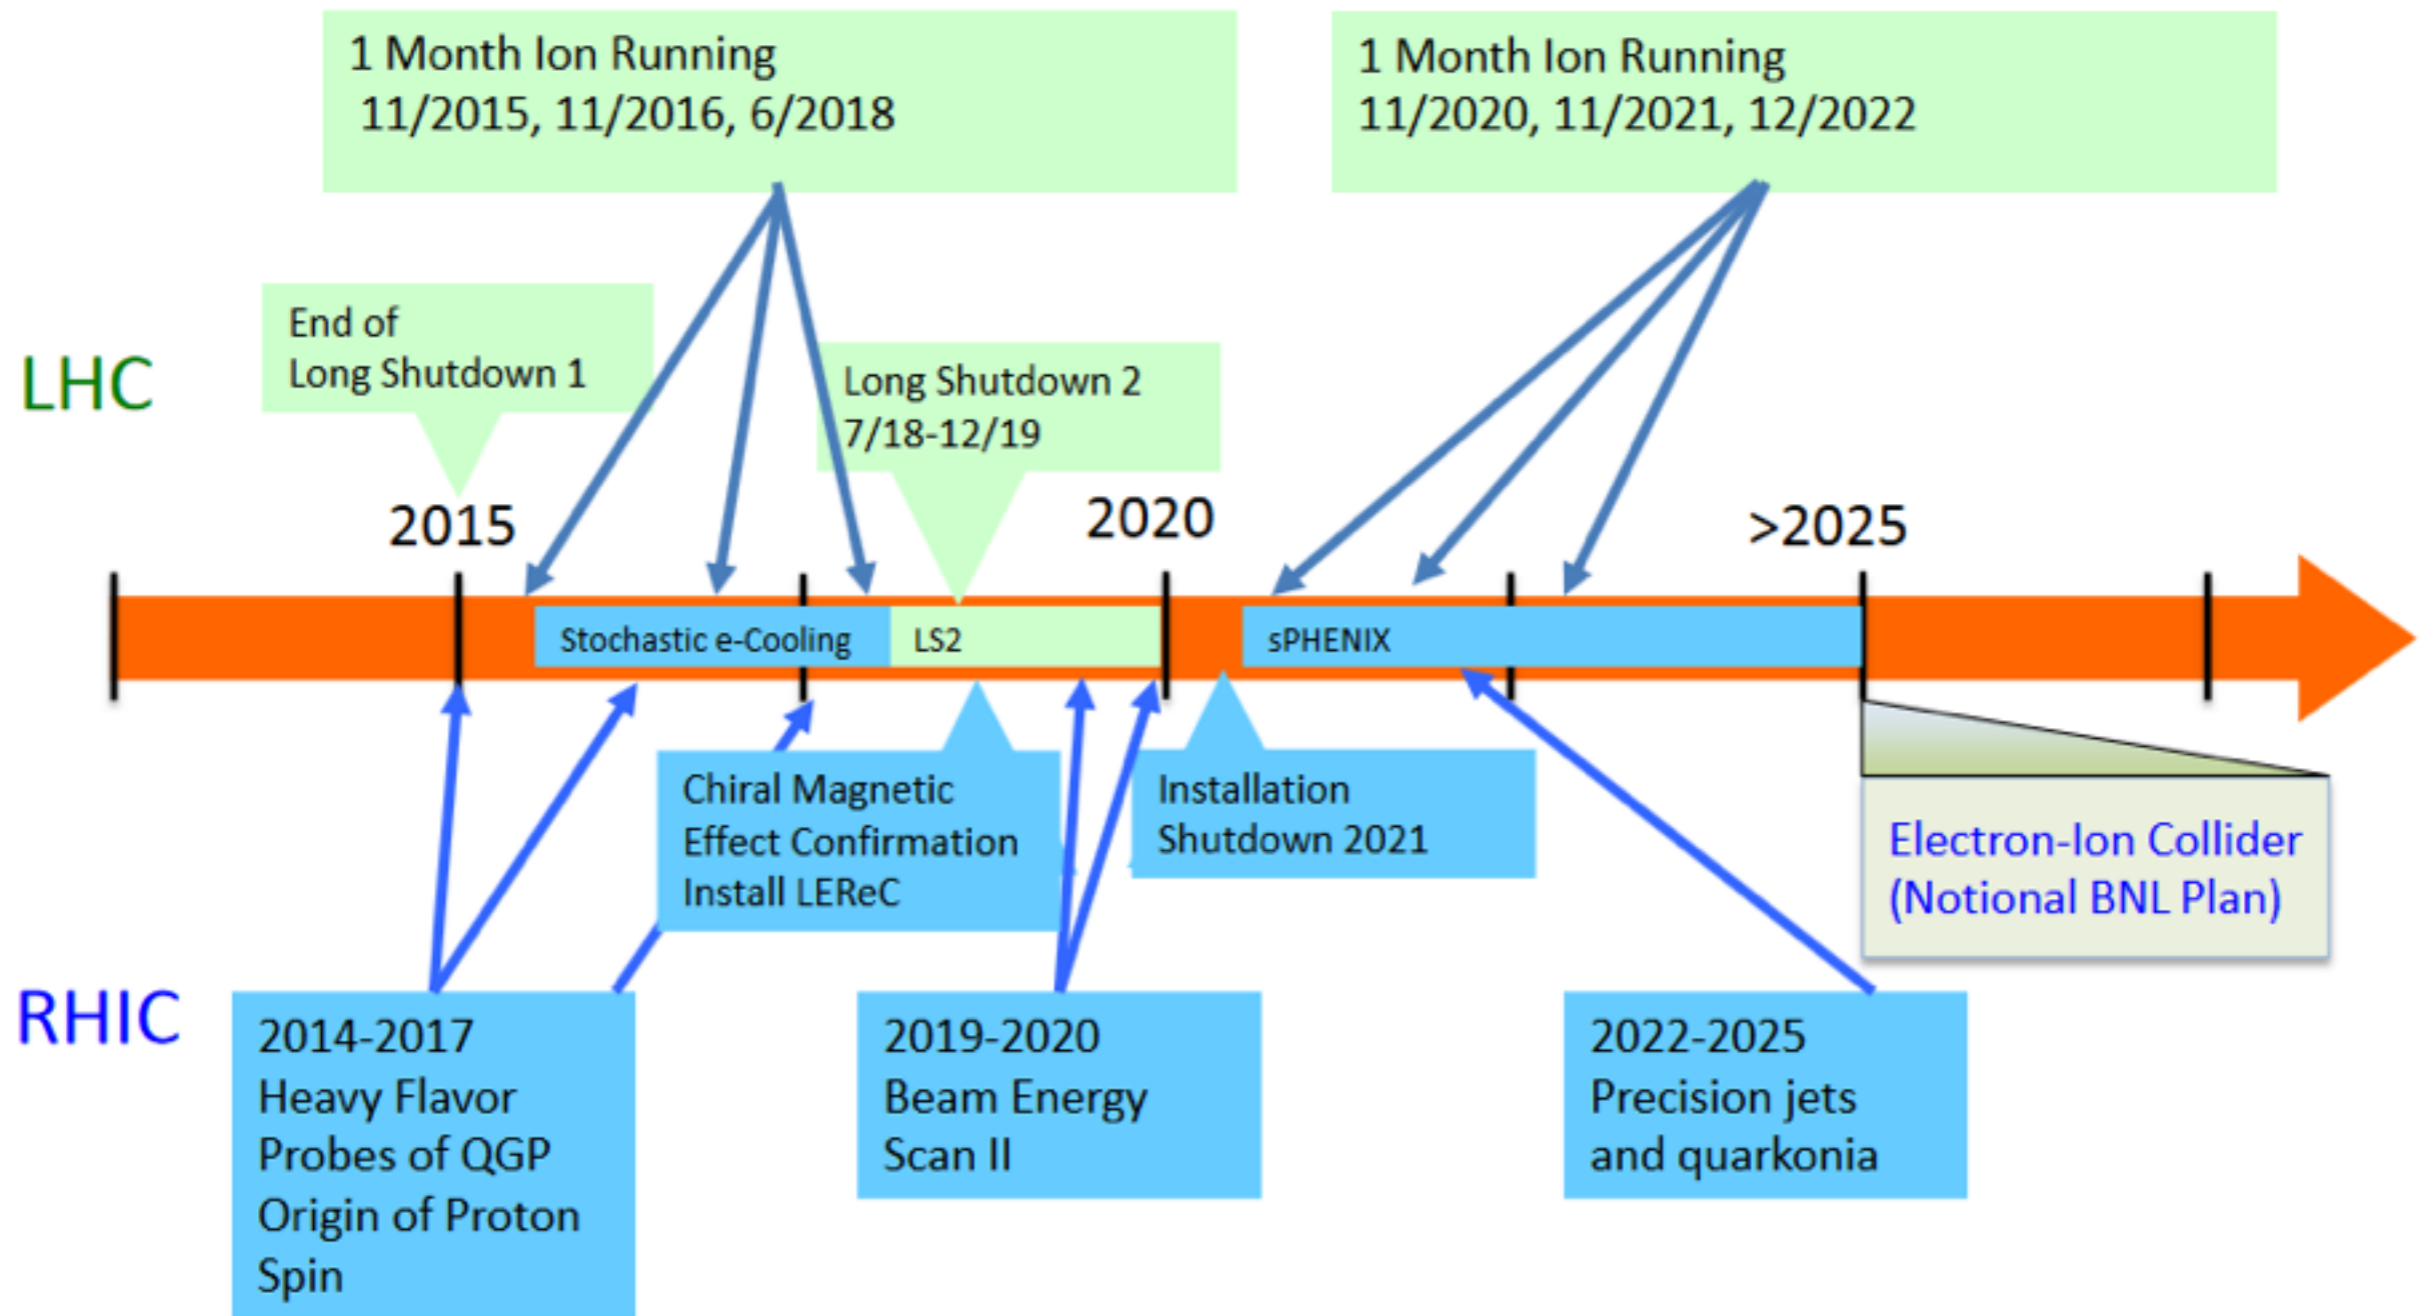 1 Month Ion Running
11/2015, 11/2016, 6/2018
1 Month Ion Running
11/2020, 11/2021, 12/2022
End of
Long Shutdown 1
LHC
Long Shutdown 2
7/18-12/19
2015
2020
>2025
Stochastic e-Cooling
LS2
sPHENIX
Chiral Magnetic
Effect Confirmation
Install LEReC
Installation
Shutdown 2021
Electron-Ion Collider
(Notional BNL Plan)
RHIC
2014-2017
Heavy Flavor
Probes of QGP
Origin of Proton
Spin
2019-2020
Beam Energy
Scan II
2022-2025
Precision jets
and quarkonia